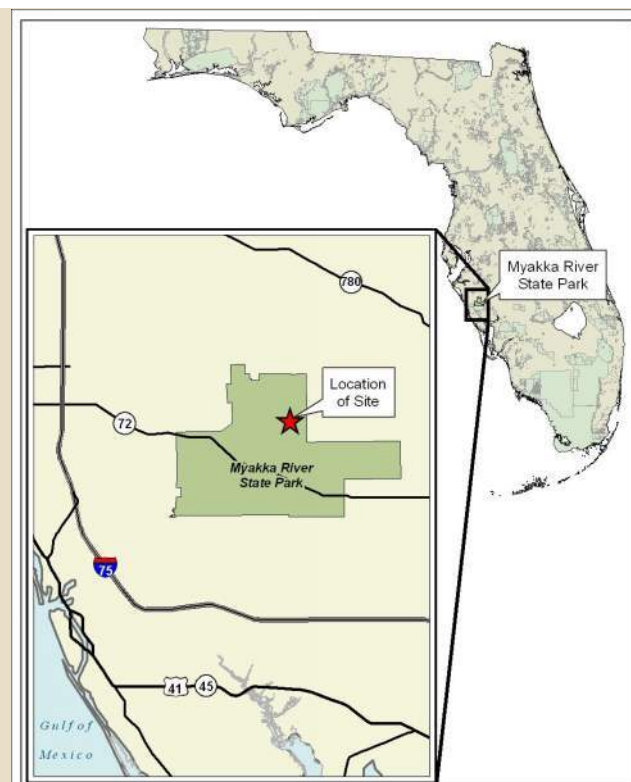 Myakka River
State Park
780
Location
of Site
72
Myakka River
State Park
75
41
45
Gulf of
Mexico